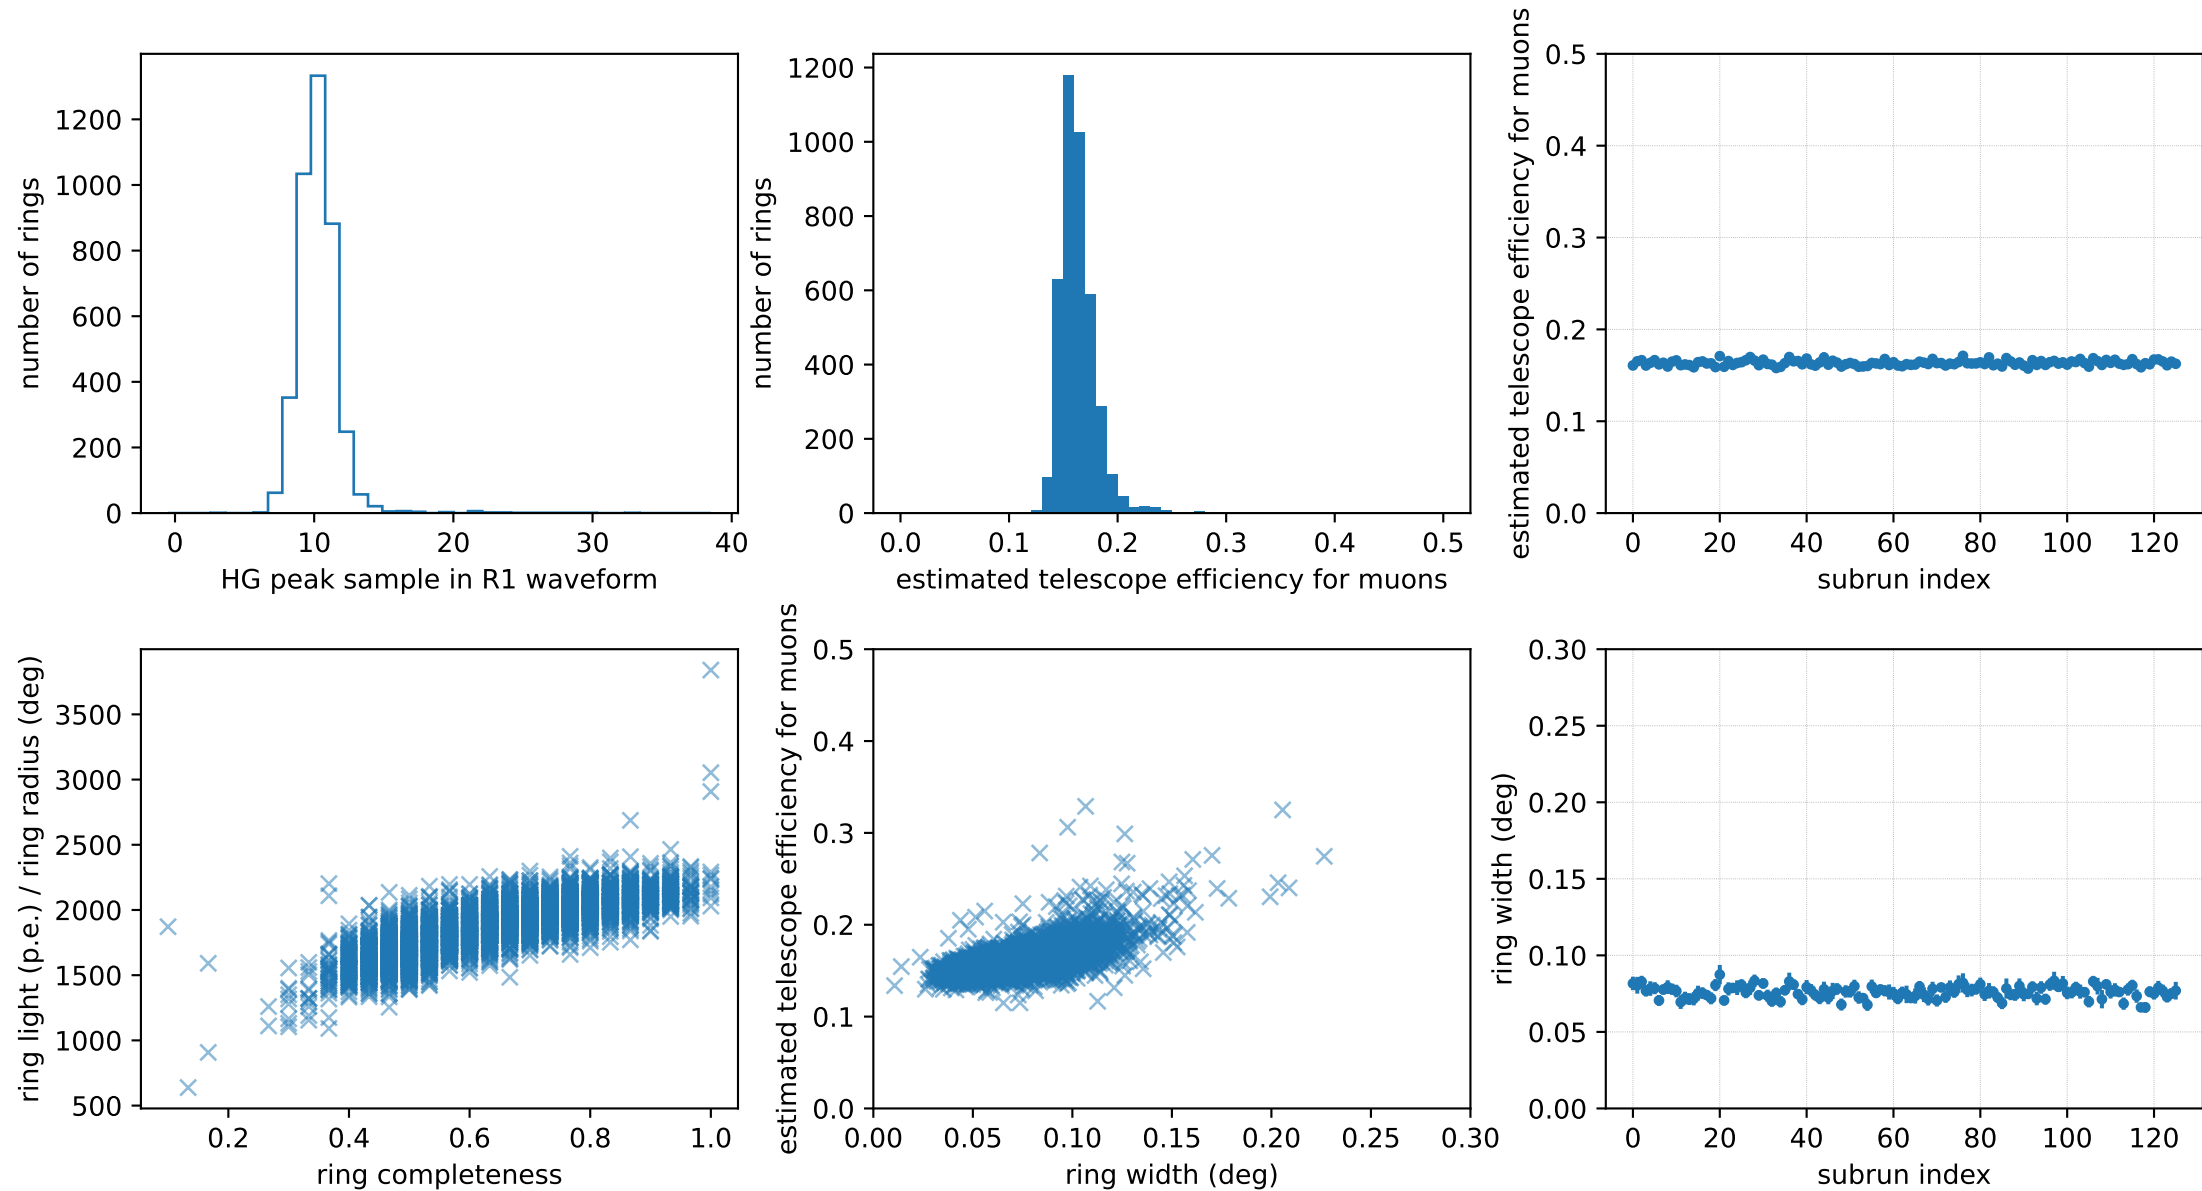 number of rings
1200
1000
800
600
400
200
0
0 10 20 30 40
HG peak sample in R1 waveform
number of rings
1200
1000
800
600
400
200
0
0.0 0.1 0.2 0.3 0.4 0.5
estimated telescope efficiency for muons
estimated telescope efficiency for muons
0.5
0.4
0.3
0.2
0.1
0.0
0 20 40 60 80 100 120
subrun index
ring light (p.e.) / ring radius (deg)
3500
3000
2500
2000
1500
1000
500
0.2 0.4 0.6 0.8 1.0
ring completeness
estimated telescope efficiency for muons
0.5
0.4
0.3
0.2
0.1
0.0
0.00 0.05 0.10 0.15 0.20 0.25 0.30
ring width (deg)
ring width (deg)
0.30
0.25
0.20
0.15
0.10
0.05
0.00
0 20 40 60 80 100 120
subrun index